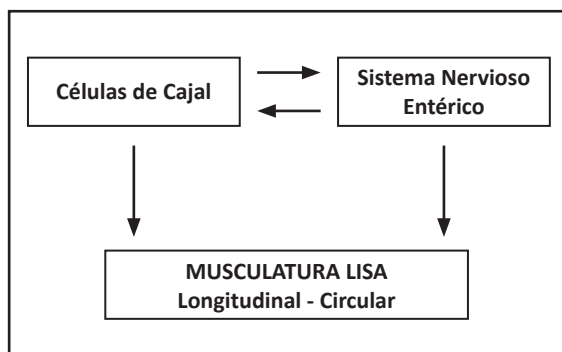 Células de Cajal
Sistema Nervioso
Entérico
MUSCULATURA LISA
Longitudinal - Circular